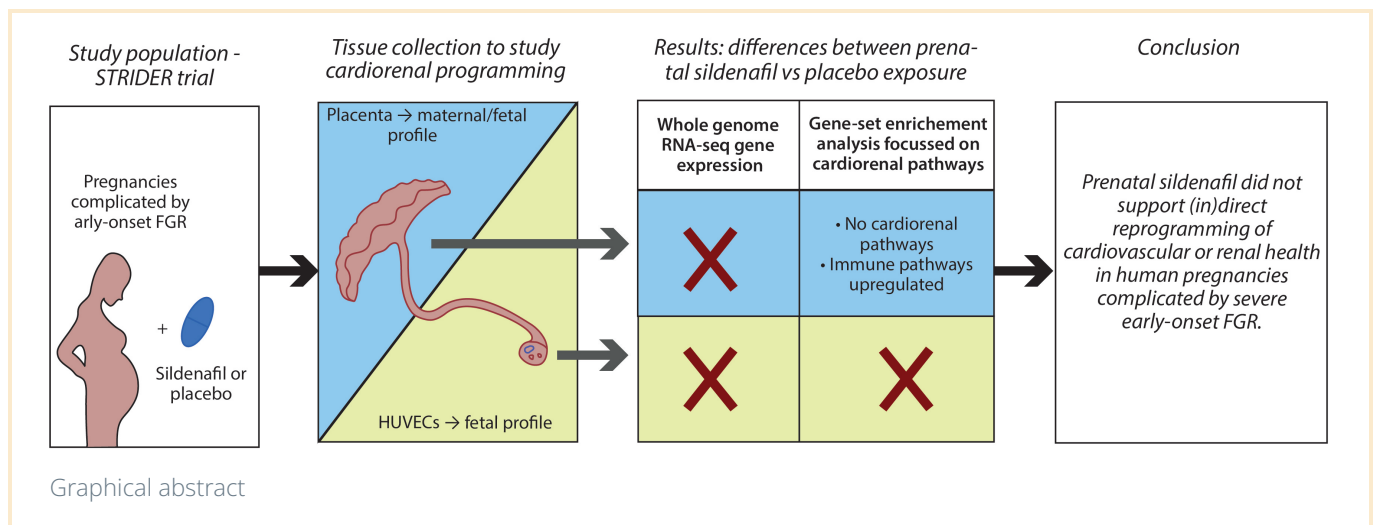 Study population -
STRIDER trial
Pregnancies
complicated by
arly-onset FGR
+
Sildenafil or
placebo
Tissue collection to study
cardiorenal programming
Placenta → maternal/fetal
profile
HUVECs → fetal profile
Results: differences between prena-
tal sildenafil vs placebo exposure
Whole genome
RNA-seq gene
expression
Gene-set enrichment
analysis focussed on
cardiorenal pathways
• No cardiorenal
pathways
• Immune pathways
upregulated
Conclusion
Prenatal sildenafil did not
support (in)direct
reprogramming of
cardiovascular or renal health
in human pregnancies
complicated by severe
early-onset FGR.
Graphical abstract